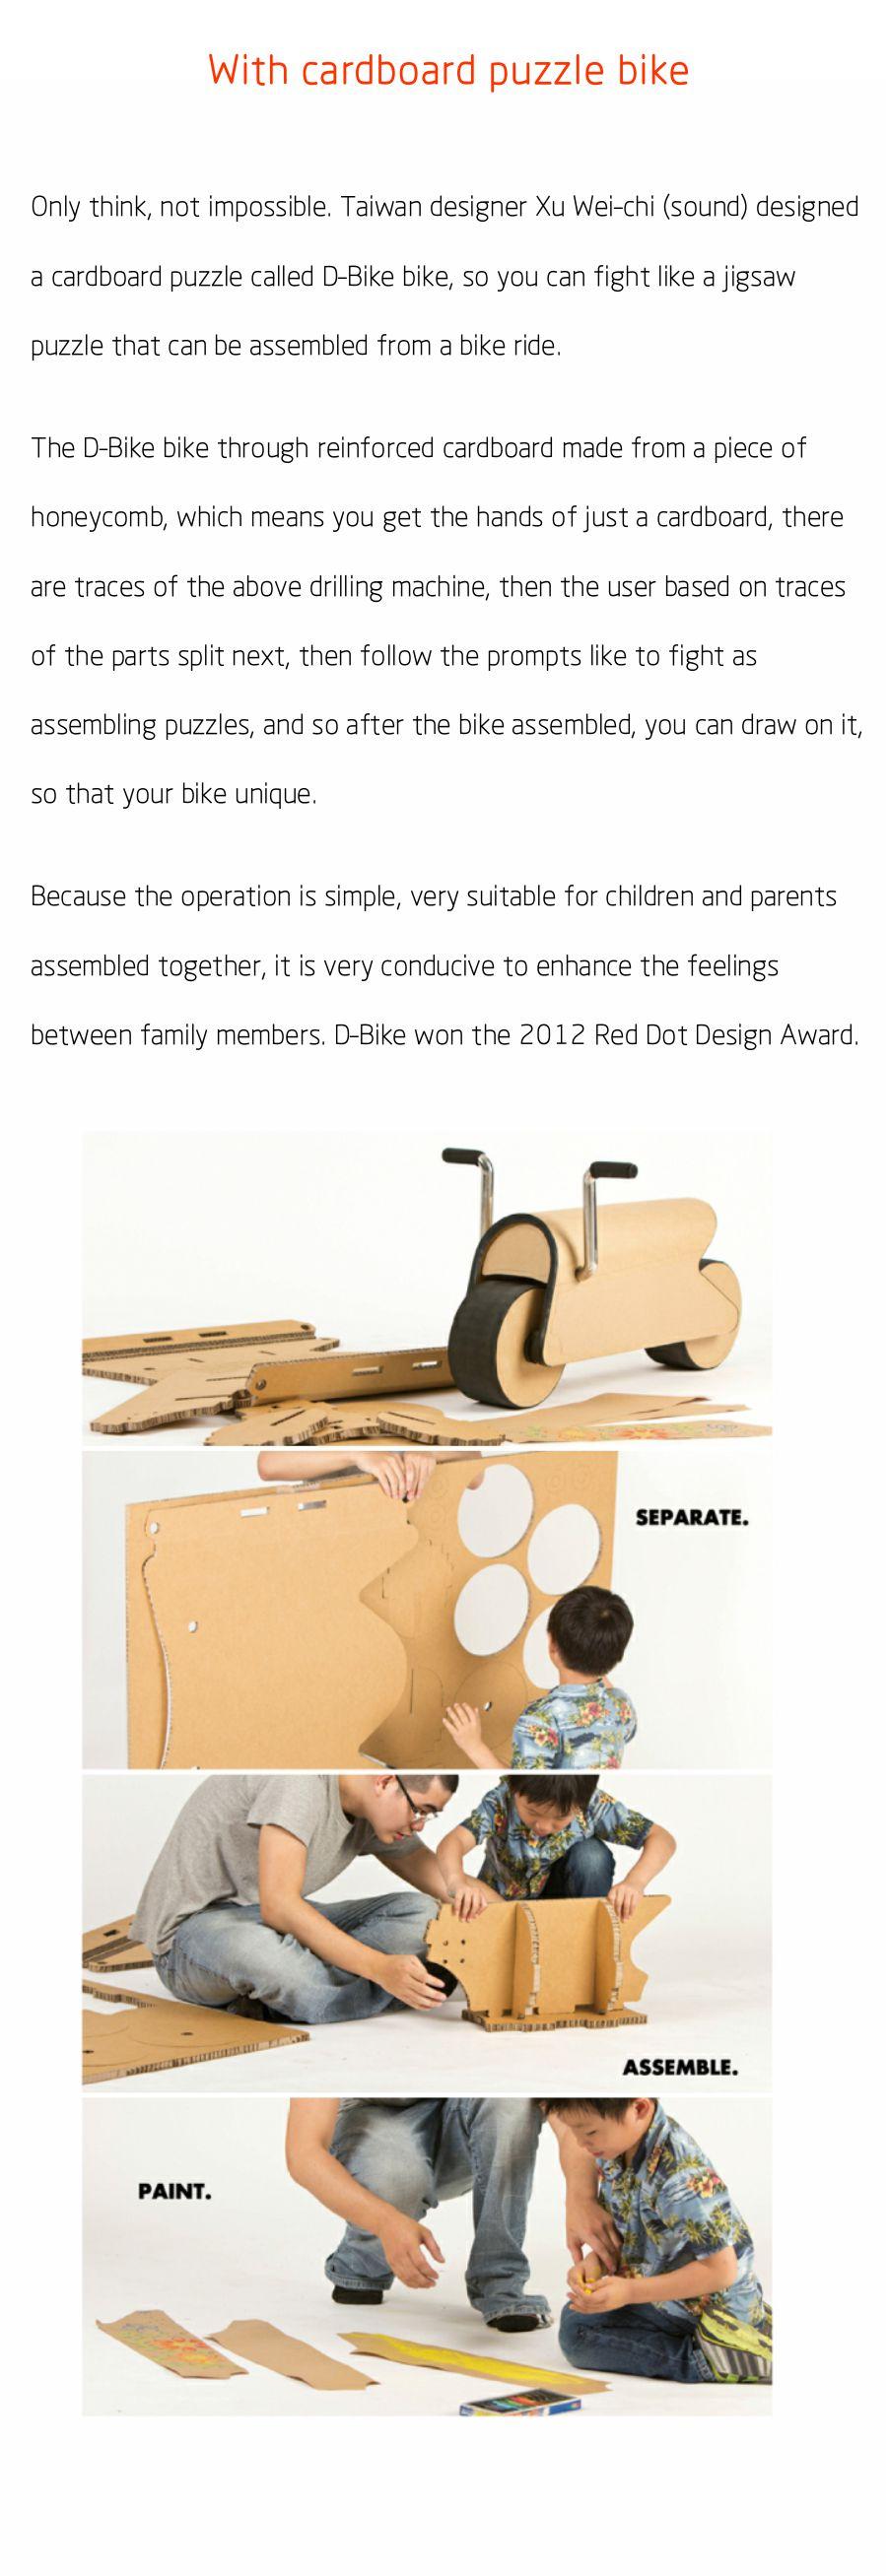 With cardboard puzzle bike
Only think, not impossible. Taiwan designer Xu Wei-chi (sound) designed
a cardboard puzzle called D-Bike bike, so you can fight like a jigsaw
puzzle that can be assembled from a bike ride.
The D-Bike bike through reinforced cardboard made from a piece of
honeycomb, which means you get the hands of just a cardboard, there
are traces of the above drilling machine, then the user based on traces
of the parts split next, then follow the prompts like to fight as
assembling puzzles, and so after the bike assembled, you can draw on it,
so that your bike unique.
Because the operation is simple, very suitable for children and parents
assembled together, it is very conducive to enhance the feelings
between family members. D-Bike won the 2012 Red Dot Design Award.
SEPARATE.
ASSEMBLE.
PAINT.